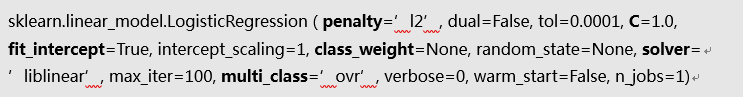 sklearn.linear_model.LogisticRegression ( penalty=’l2’, dual=False, tol=0.0001, C=1.0,
fit_intercept=True, intercept_scaling=1, class_weight=None, random_state=None, solver=
’liblinear’, max_iter=100, multi_class=’ovr’, verbose=0, warm_start=False, n_jobs=1)